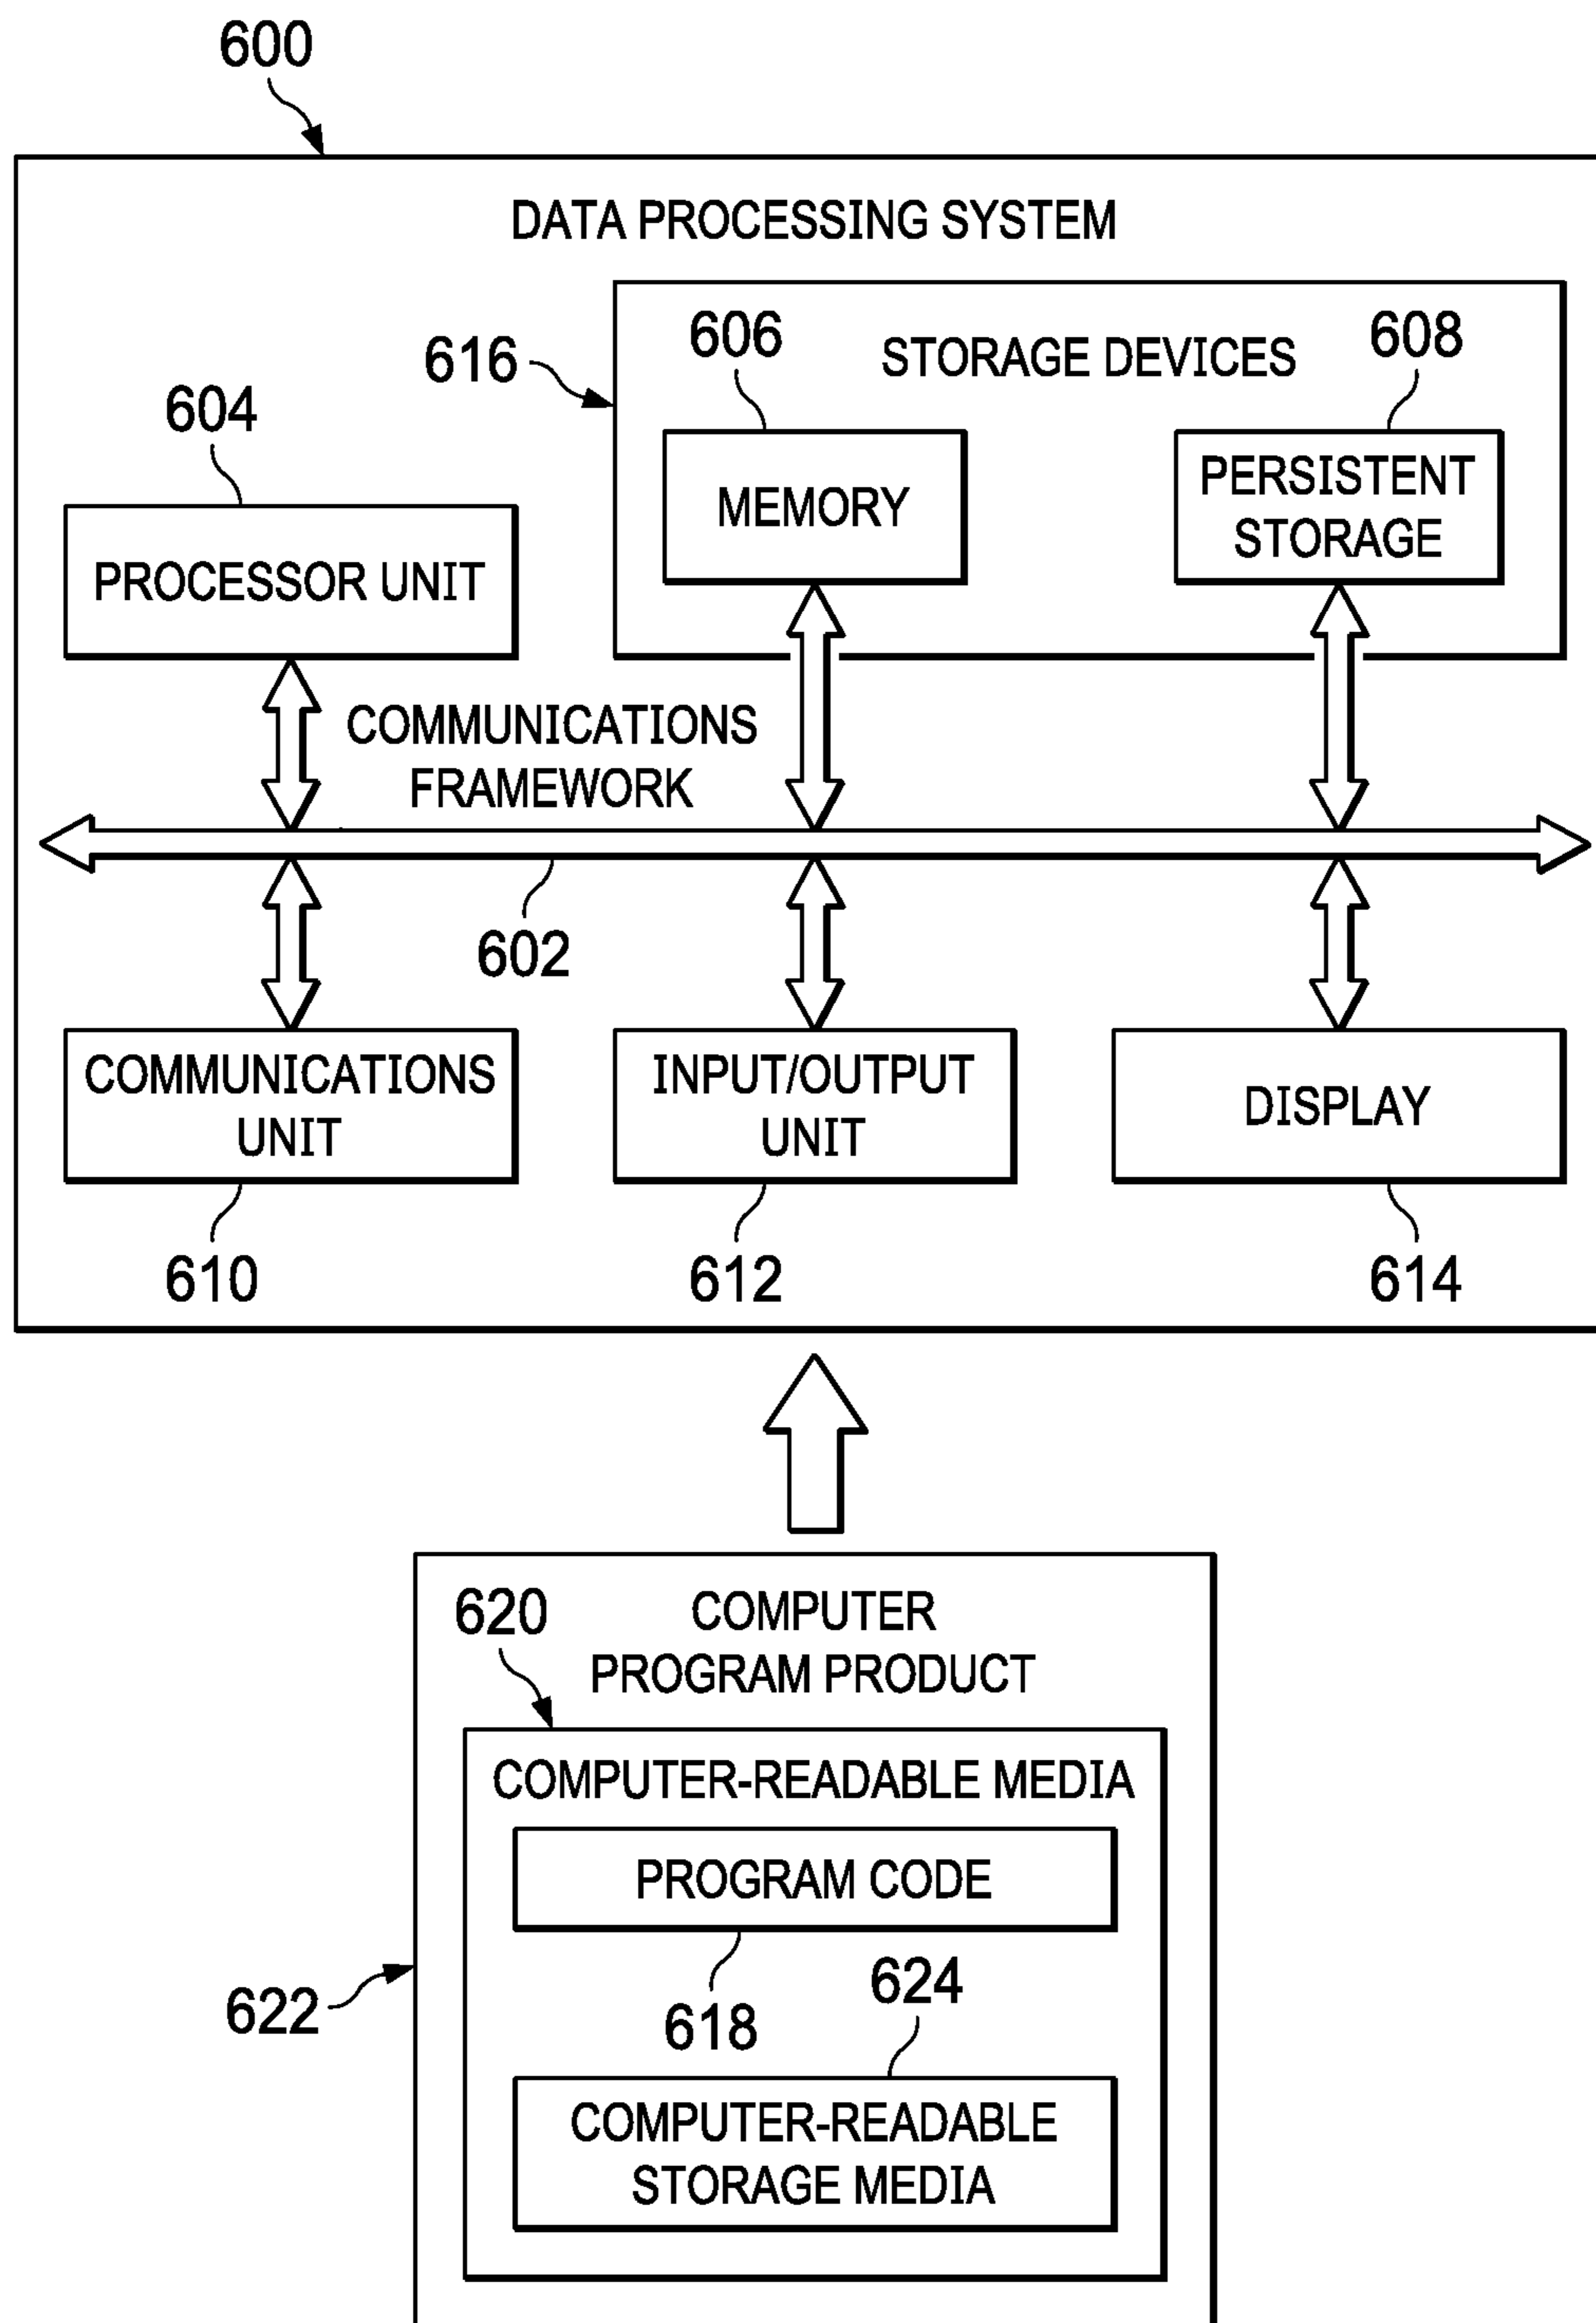 600
DATA PROCESSING SYSTEM
616
606
STORAGE DEVICES
608
604
MEMORY
PERSISTENT
STORAGE
PROCESSOR UNIT
COMMUNICATIONS
FRAMEWORK
602
COMMUNICATIONS
UNIT
INPUT/OUTPUT
UNIT
DISPLAY
610
612
614
620
COMPUTER
PROGRAM PRODUCT
COMPUTER-READABLE MEDIA
PROGRAM CODE
622
618
624
COMPUTER-READABLE
STORAGE MEDIA